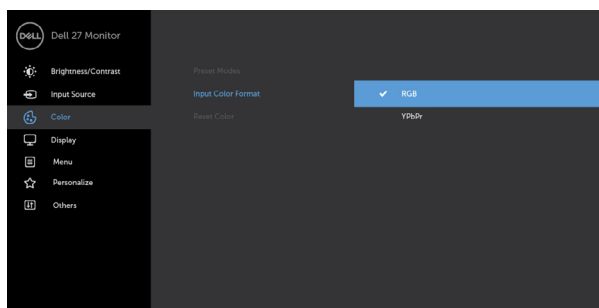 DELL
Dell 27 Monitor
Brightness/Contrast
Input Source
Color
Display
Menu
Personalize
Others
Preset Modes
Input Color Format
Reset Color
RGB
YPbPr